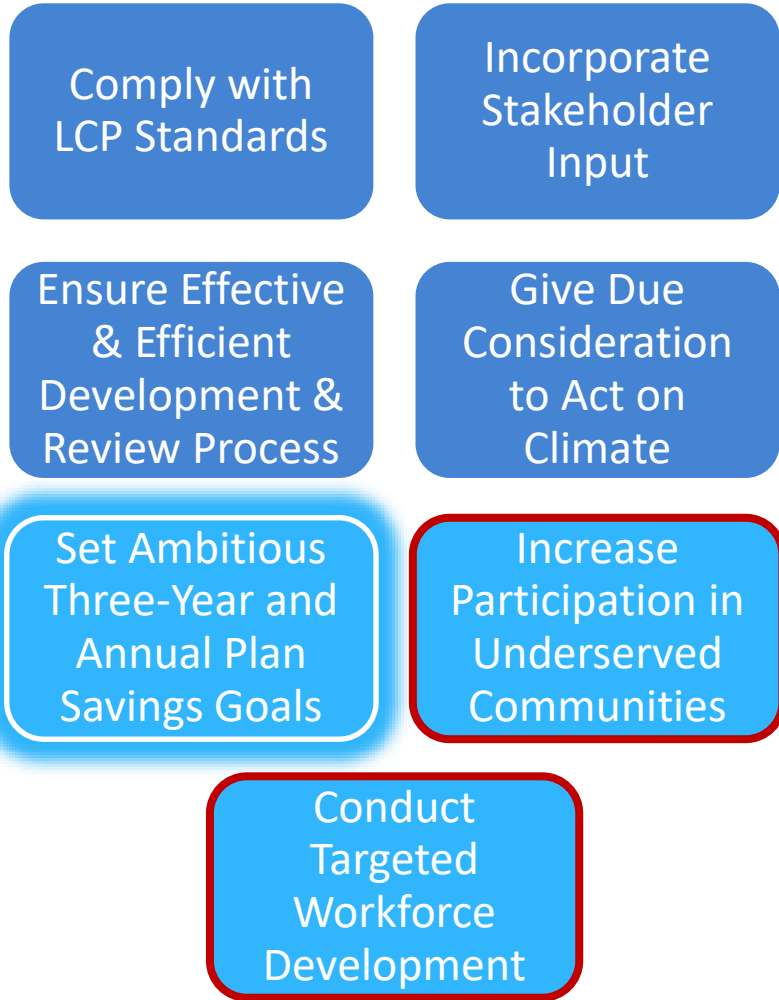 Comply with
LCP Standards
Incorporate
Stakeholder
Input
Ensure Effective
& Efficient
Development &
Review Process
Give Due
Consideration
to Act on
Climate
Set Ambitious
Three-Year and
Annual Plan
Savings Goals
Increase
Participation in
Underserved
Communities
Conduct
Targeted
Workforce
Development